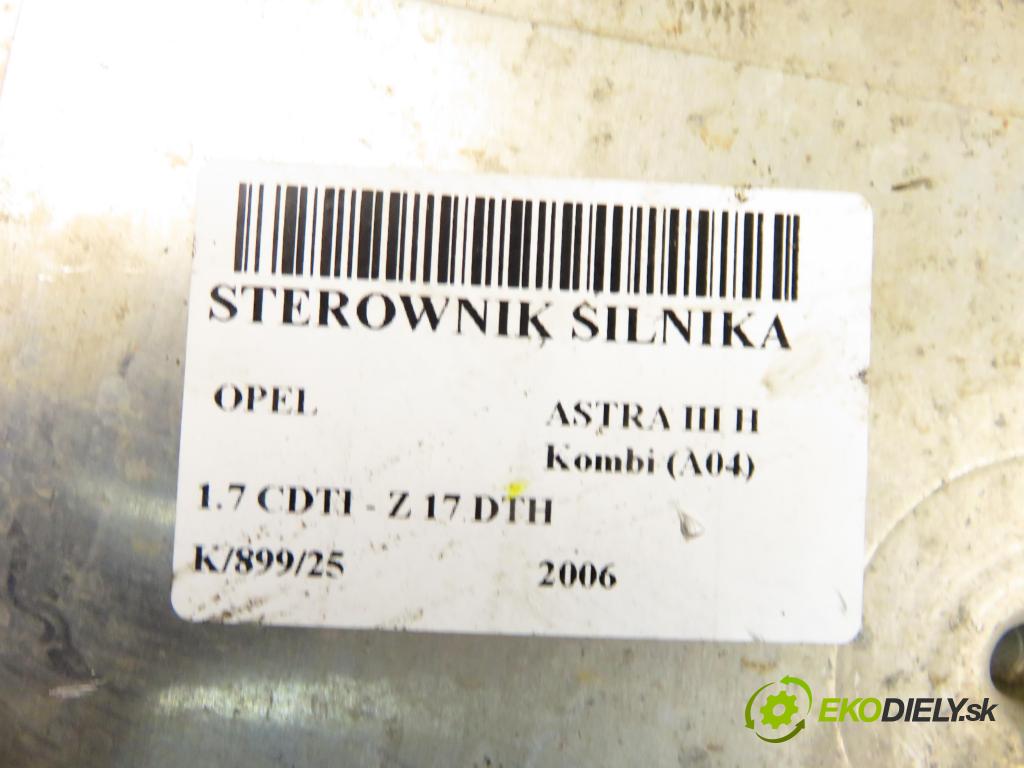 STEROWNIK SILNIKA
OPEL
ASTRA III H
Kombi (A04)
1.7 CDTI - Z 17 DTH
K/899/25
2006
EKODIELY.sk